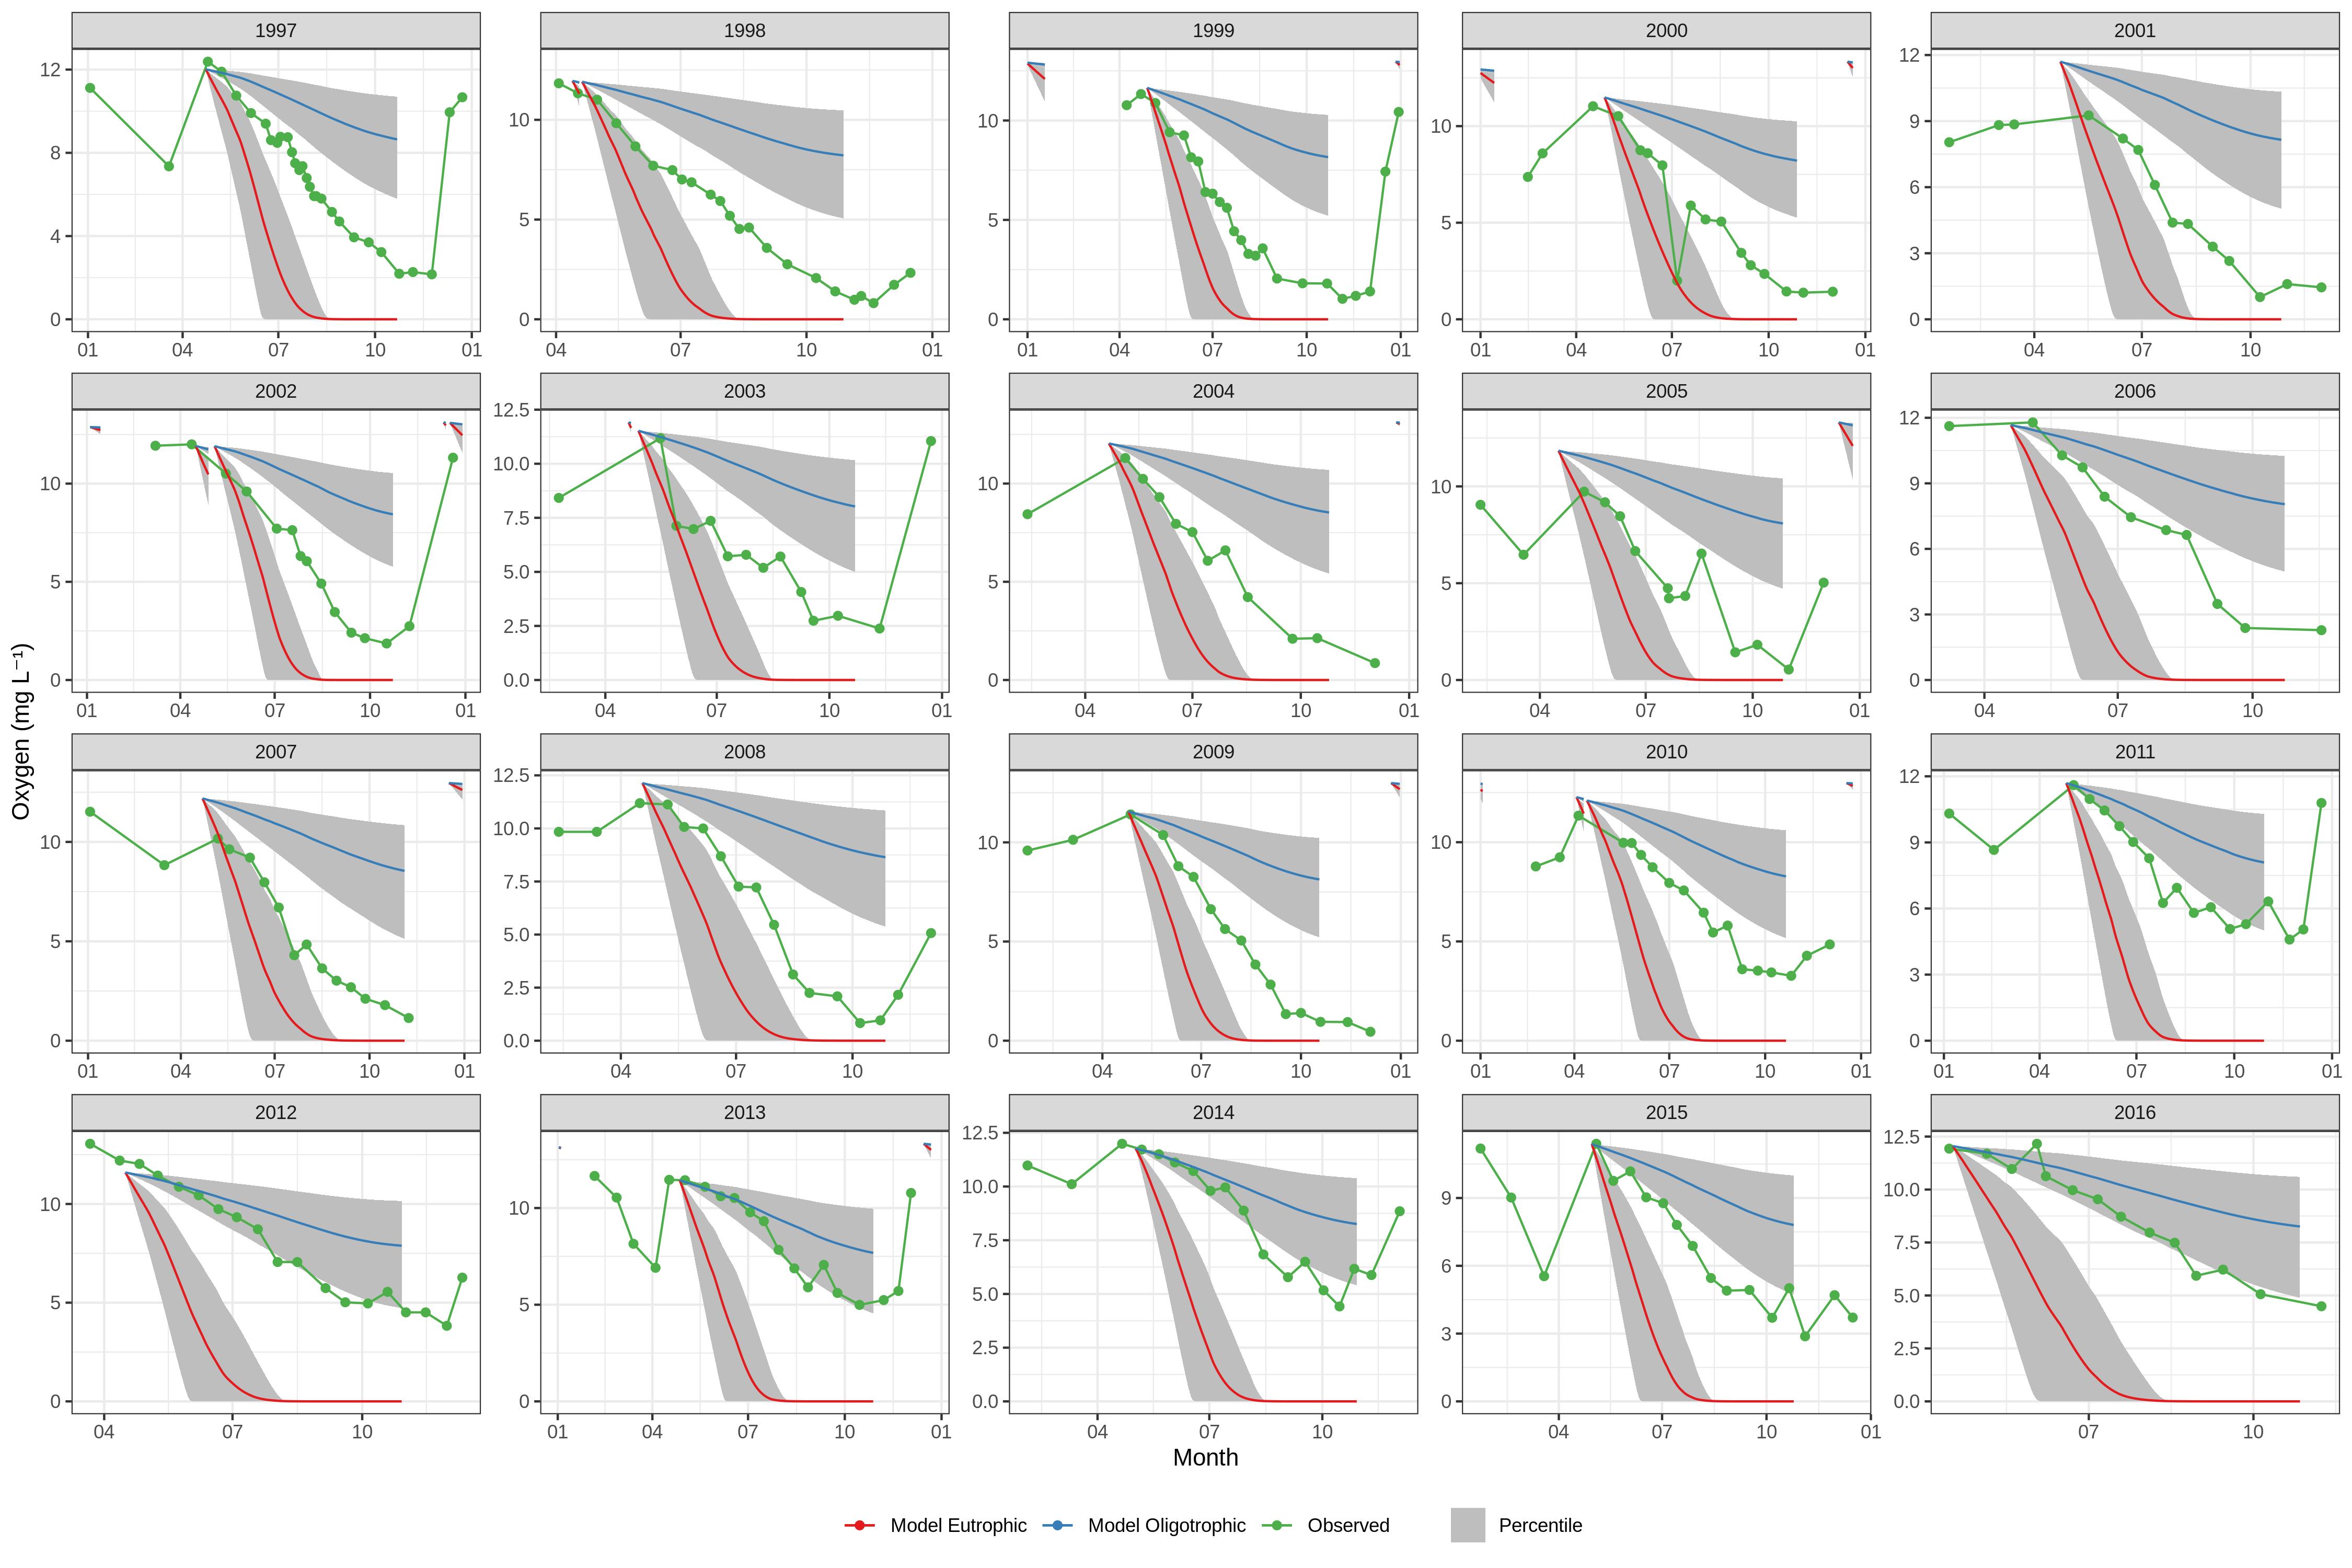 1997 1998 1999 2000 2001
12 8 4 0
10 5 0
10 5 0
10 5 0
12 9 6 3 0
01 04 07 10 01
04 07 10 01
01 04 07 10 01
01 04 07 10 01
04 07 10
2002 2003 2004 2005 2006
10 5 0
12.5 10.0 7.5 5.0 2.5 0.0
10 5 0
10 5 0
12 9 6 3 0
01 04 07 10 01
04 07 10 01
04 07 10 01
04 07 10 01
04 07 10
Oxygen (mg L⁻¹)
2007 2008 2009 2010 2011
10 5 0
12.5 10.0 7.5 5.0 2.5 0.0
10 5 0
10 5 0
12 9 6 3 0
01 04 07 10 01
04 07 10
04 07 10 01
01 04 07 10 01
01 04 07 10 01
2012 2013 2014 2015 2016
10 5 0
10 5 0
12.5 10.0 7.5 5.0 2.5 0.0
9 6 3 0
12.5 10.0 7.5 5.0 2.5 0.0
04 07 10
01 04 07 10 01
04 07 10
04 07 10 01
07 10
Month
Model Eutrophic Model Oligotrophic Observed Percentile